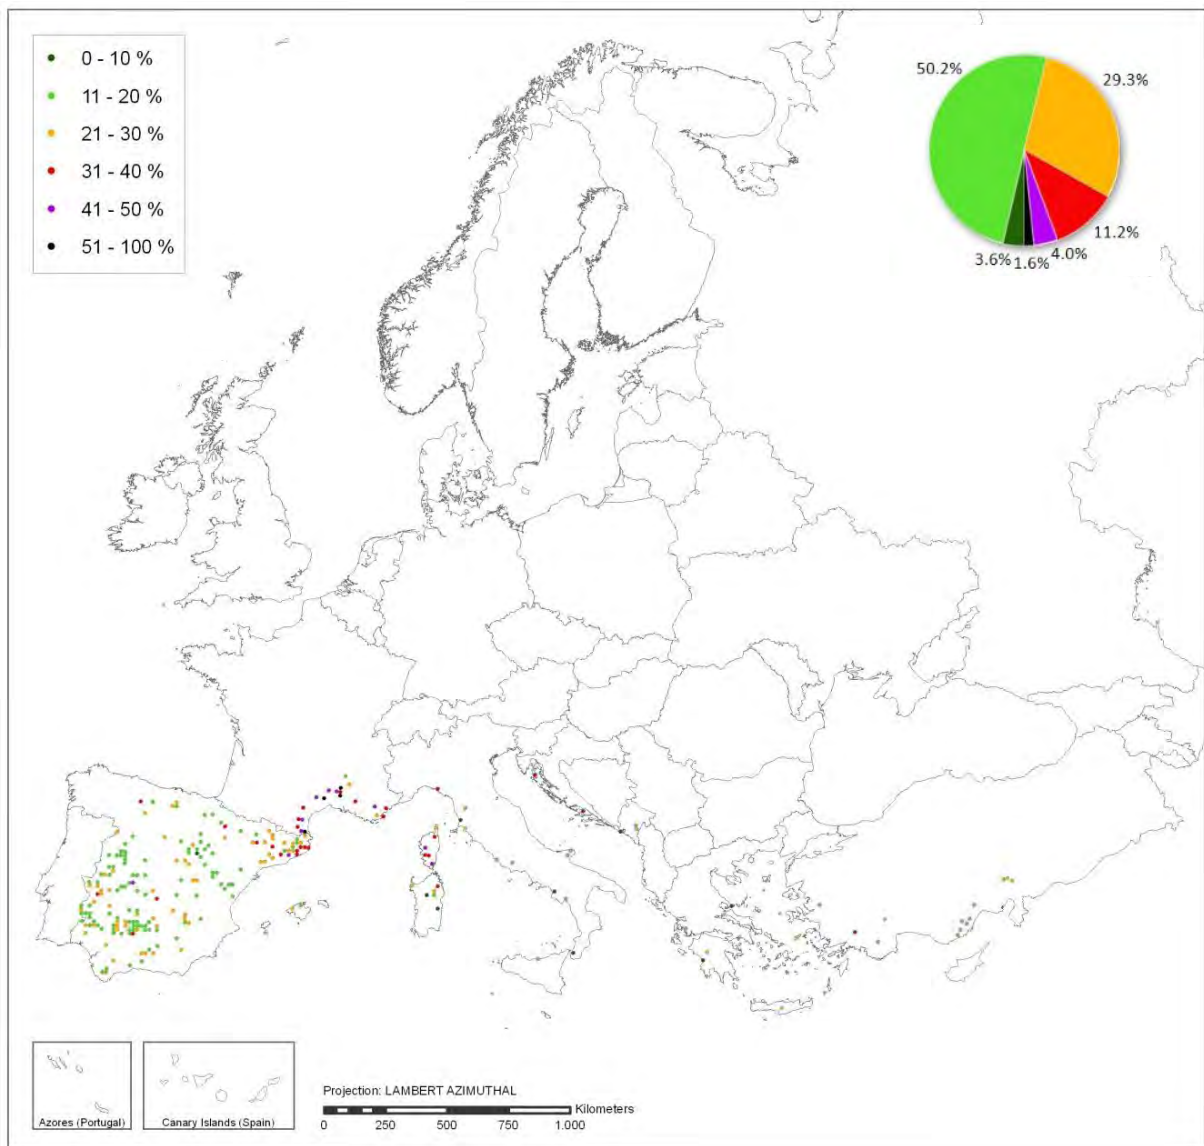 0 - 10 %
11 - 20 %
21 - 30 %
31 - 40 %
41 - 50 %
51 - 100 %
50.2%
29.3%
11.2%
4.0%
1.6%
3.6%
Azores (Portugal)
Canary Islands (Spain)
Projection: LAMBERT AZIMUTHAL
Kilometers
0 250 500 750 1.000